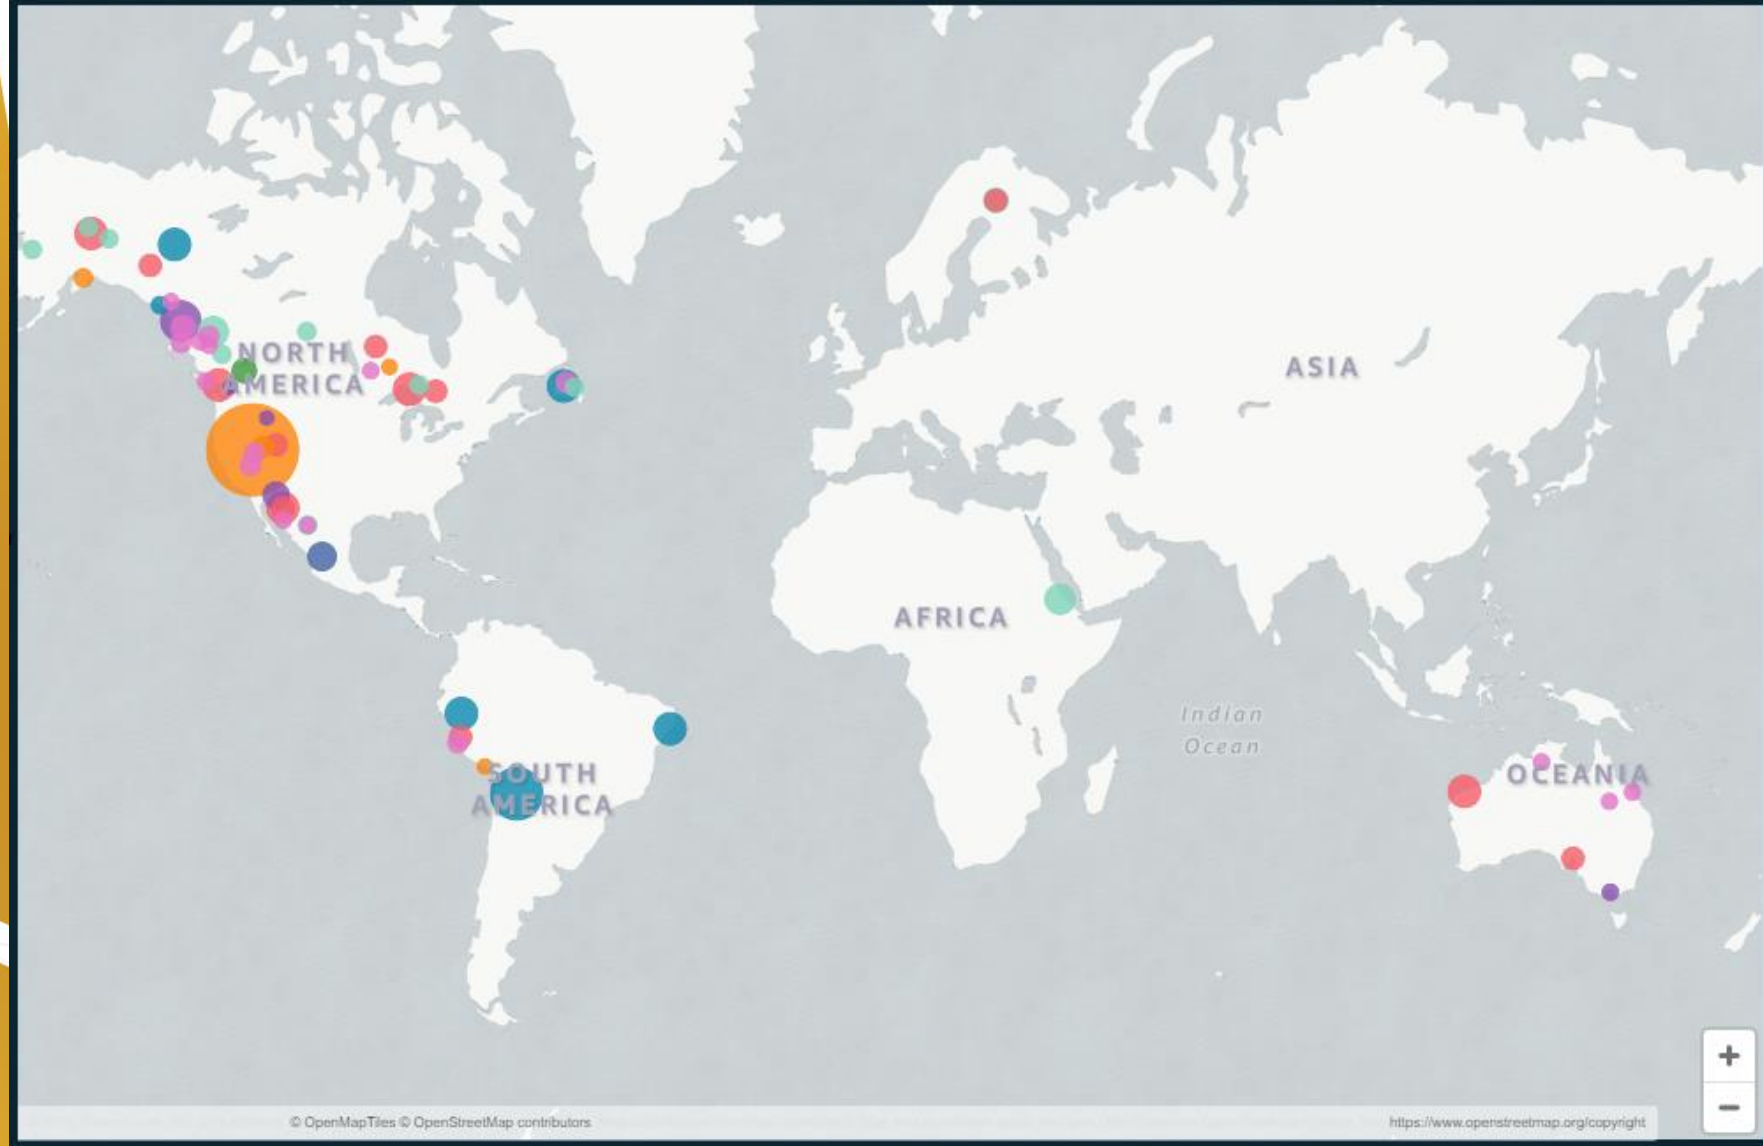 NORTH
AMERICA
ASIA
AFRICA
Indian
Ocean
SOUTH
AMERICA
OCEANIA
+
−
© OpenMapTiles © OpenStreetMap contributors
https://www.openstreetmap.org/copyright